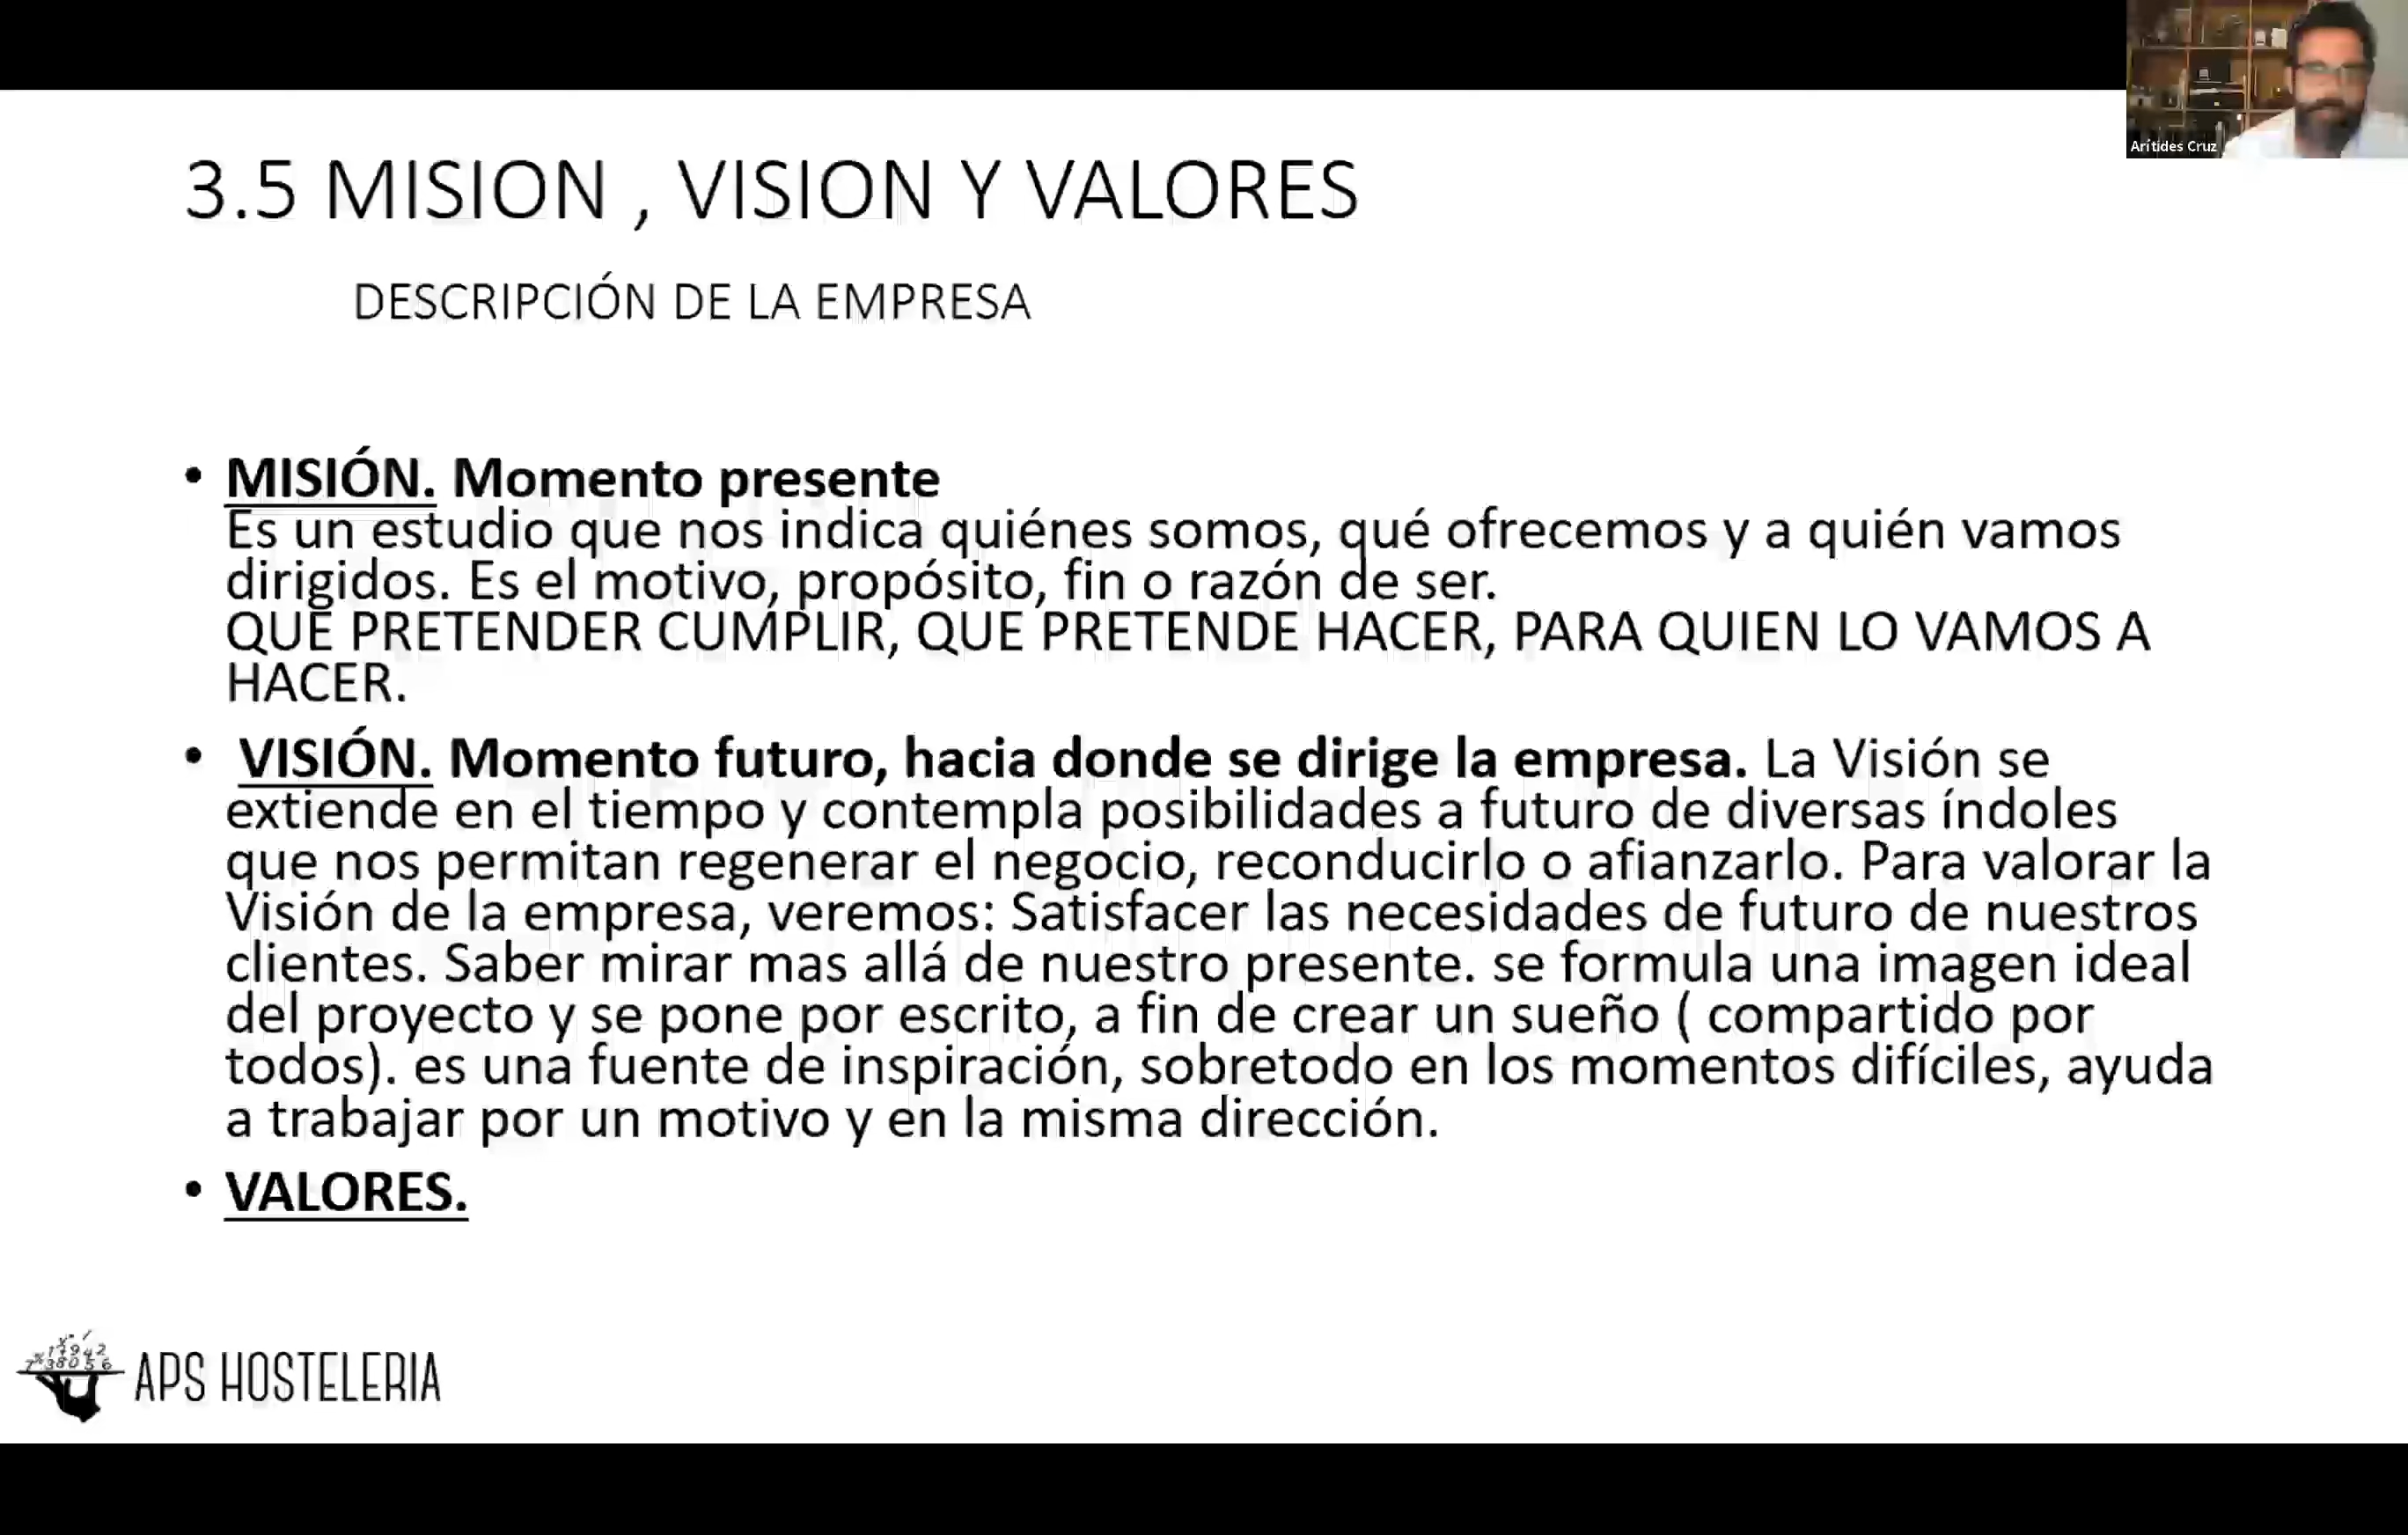 Arítides Cruz
3.5 MISION , VISION Y VALORES
DESCRIPCIÓN DE LA EMPRESA
• MISIÓN. Momento presente
Es un estudio que nos indica quiénes somos, qué ofrecemos y a quién vamos
dirigidos. Es el motivo, propósito, fin o razón de ser.
QUE PRETENDER CUMPLIR, QUE PRETENDE HACER, PARA QUIEN LO VAMOS A
HACER.
• VISIÓN. Momento futuro, hacia donde se dirige la empresa. La Visión se
extiende en el tiempo y contempla posibilidades a futuro de diversas índoles
que nos permitan regenerar el negocio, reconducirlo o afianzarlo. Para valorar la
Visión de la empresa, veremos: Satisfacer las necesidades de futuro de nuestros
clientes. Saber mirar mas allá de nuestro presente. se formula una imagen ideal
del proyecto y se pone por escrito, a fin de crear un sueño ( compartido por
todos). es una fuente de inspiración, sobretodo en los momentos difíciles, ayuda
a trabajar por un motivo y en la misma dirección.
• VALORES.
APS HOSTELERIA